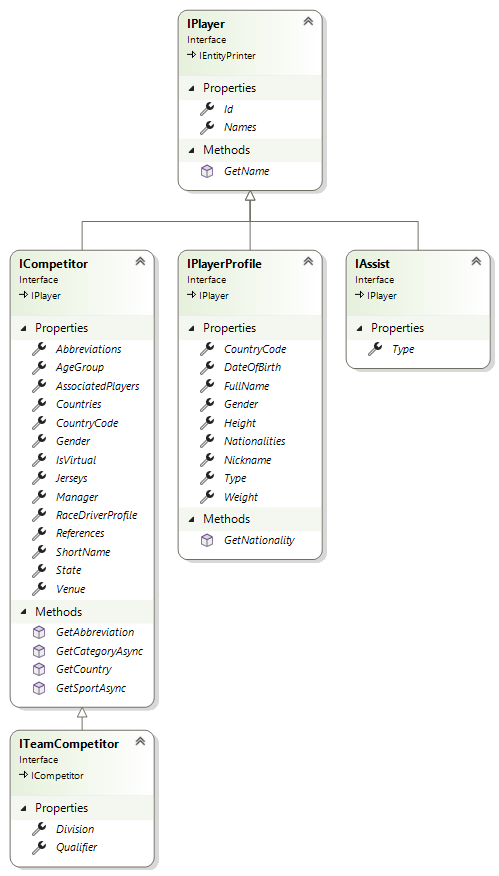 IPlayer
Interface
IEntityPrinter
Properties
Id
Names
Methods
GetName
ICompetitor
Interface
IPlayer
Properties
Abbreviations
AgeGroup
AssociatedPlayers
Countries
CountryCode
Gender
IsVirtual
Jerseys
Manager
RaceDriverProfile
References
ShortName
State
Venue
Methods
GetAbbreviation
GetCategoryAsync
GetCountry
GetSportAsync
IPlayerProfile
Interface
IPlayer
Properties
CountryCode
DateOfBirth
FullName
Gender
Height
Nationalities
Nickname
Type
Weight
Methods
GetNationality
IAssist
Interface
IPlayer
Properties
Type
ITeamCompetitor
Interface
ICompetitor
Properties
Division
Qualifier